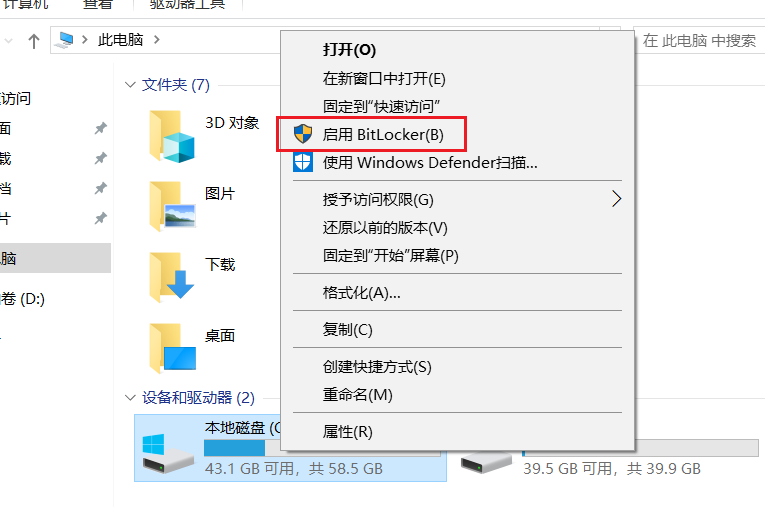 计算机 查看 驱动器工具
此电脑
在 此电脑 中搜索
速访问
面
载
档
片
电脑
卷 (D:)
文件夹 (7)
3D 对象
图片
下载
桌面
设备和驱动器 (2)
本地磁盘 (C
43.1 GB 可用，共 58.5 GB
39.5 GB 可用，共 39.9 GB
打开(O)
在新窗口中打开(E)
固定到“快速访问”
启用 BitLocker(B)
使用 Windows Defender扫描...
授予访问权限(G)
还原以前的版本(V)
固定到“开始”屏幕(P)
格式化(A)...
复制(C)
创建快捷方式(S)
重命名(M)
属性(R)